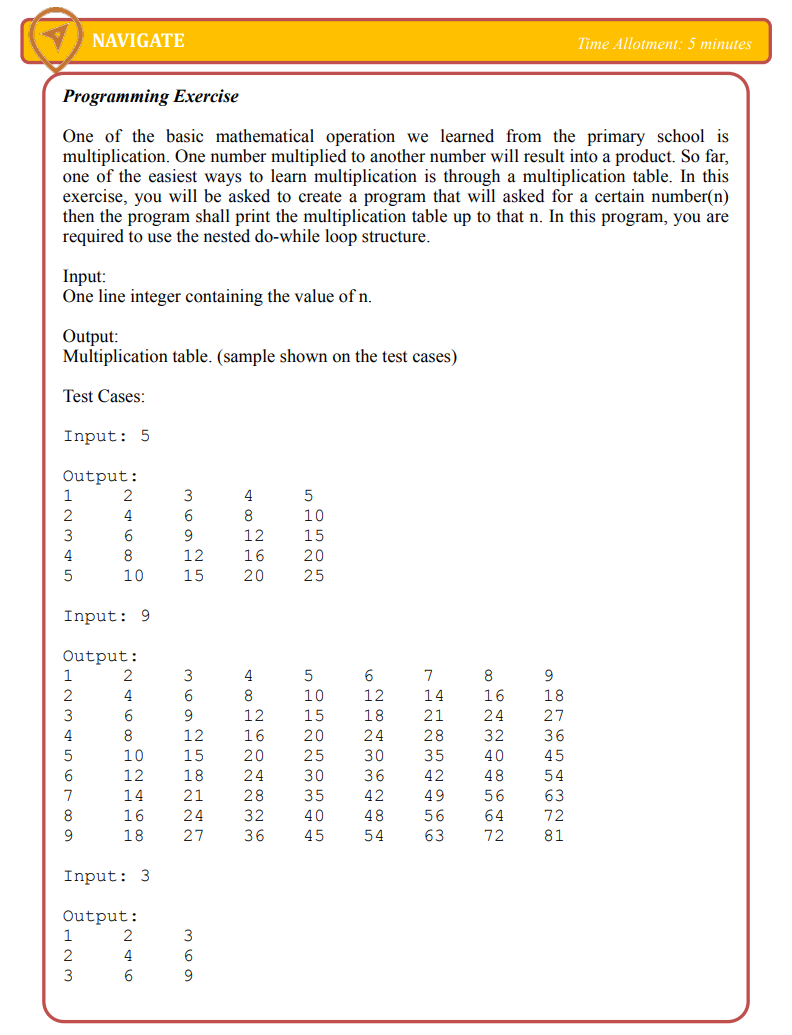 NAVIGATE
Time Allotment: 5 minutes
Programming Exercise
One of the basic mathematical operation we learned from the primary school is
multiplication. One number multiplied to another number will result into a product. So far,
one of the easiest ways to learn multiplication is through a multiplication table. In this
exercise, you will be asked to create a program that will asked for a certain number(n)
then the program shall print the multiplication table up to that n. In this program, you are
required to use the nested do-while loop structure.
Input:
One line integer containing the value of n.
Output:
Multiplication table. (sample shown on the test cases)
Test Cases:
Input: 5
Output:
1 2 3 4 5
2 4 6 8 10
3 6 9 12 15
4 8 12 16 20
5 10 15 20 25
Input: 9
Output:
1 2 3 4 5 6 7 8 9
2 4 6 8 10 12 14 16 18
3 6 9 12 15 18 21 24 27
4 8 12 16 20 24 28 32 36
5 10 15 20 25 30 35 40 45
6 12 18 24 30 36 42 48 54
7 14 21 28 35 42 49 56 63
8 16 24 32 40 48 56 64 72
9 18 27 36 45 54 63 72 81
Input: 3
Output:
1 2 3
2 4 6
3 6 9